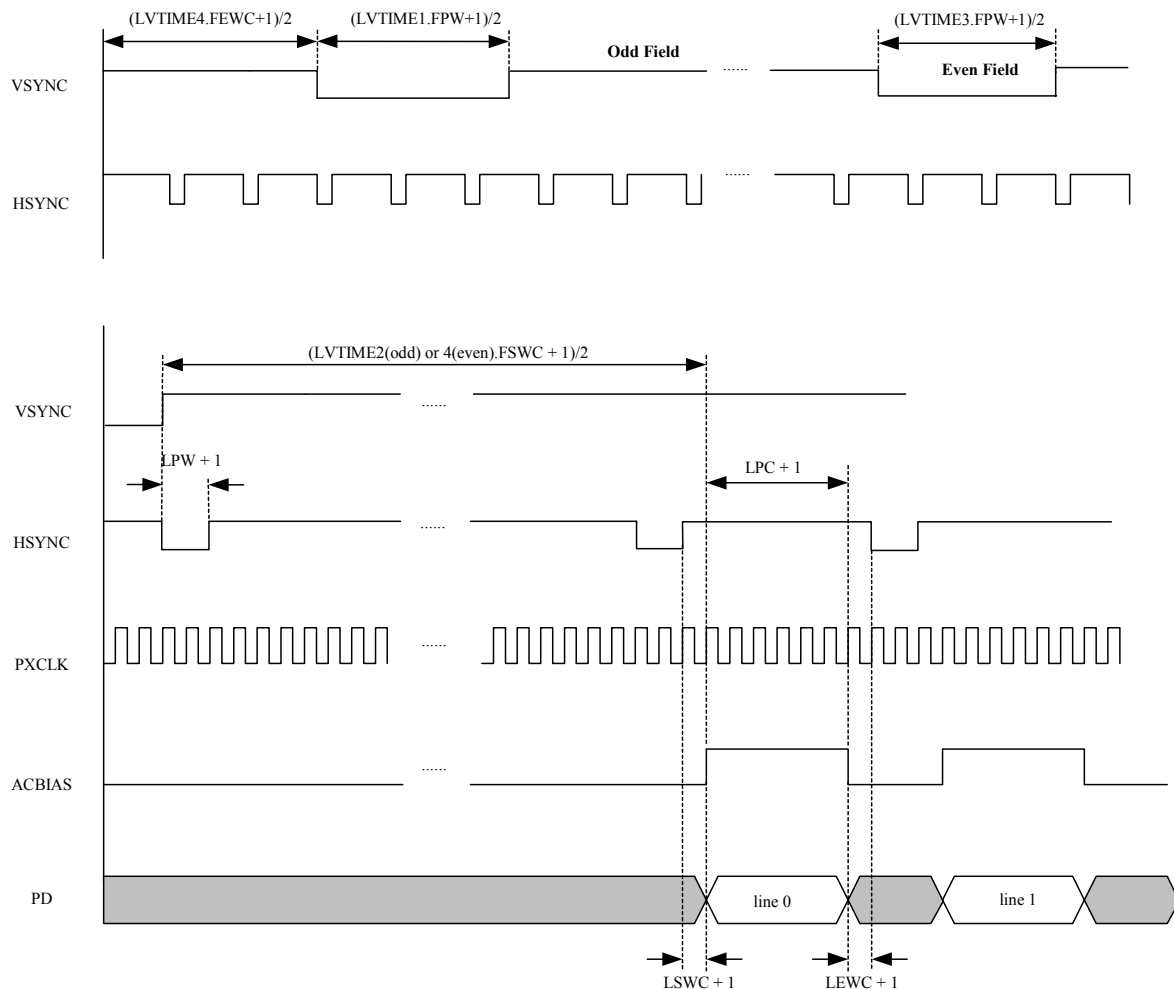 (LVTIME4.FEWC+1)/2
(LVTIME1.FPW+1)/2
(LVTIME3.FPW+1)/2
Odd Field
......
Even Field
VSYNC
......
HSYNC
(LVTIME2(odd) or 4(even).FSWC + 1)/2
VSYNC
......
LPW + 1
LPC + 1
HSYNC
......
PXCLK
......
ACBIAS
......
PD
line 0
line 1
LSWC + 1
LEWC + 1